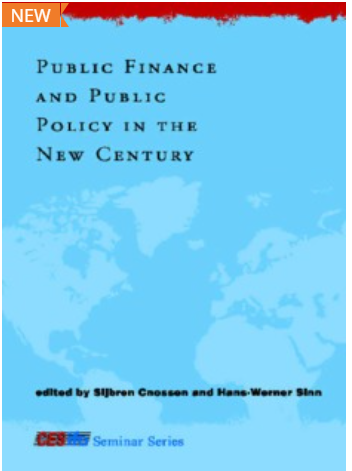 NEW
PUBLIC FINANCE
AND PUBLIC
POLICY IN THE
NEW CENTURY
edited by Sijbren Cnossen and Hans-Werner Sinn
CESifo Seminar Series